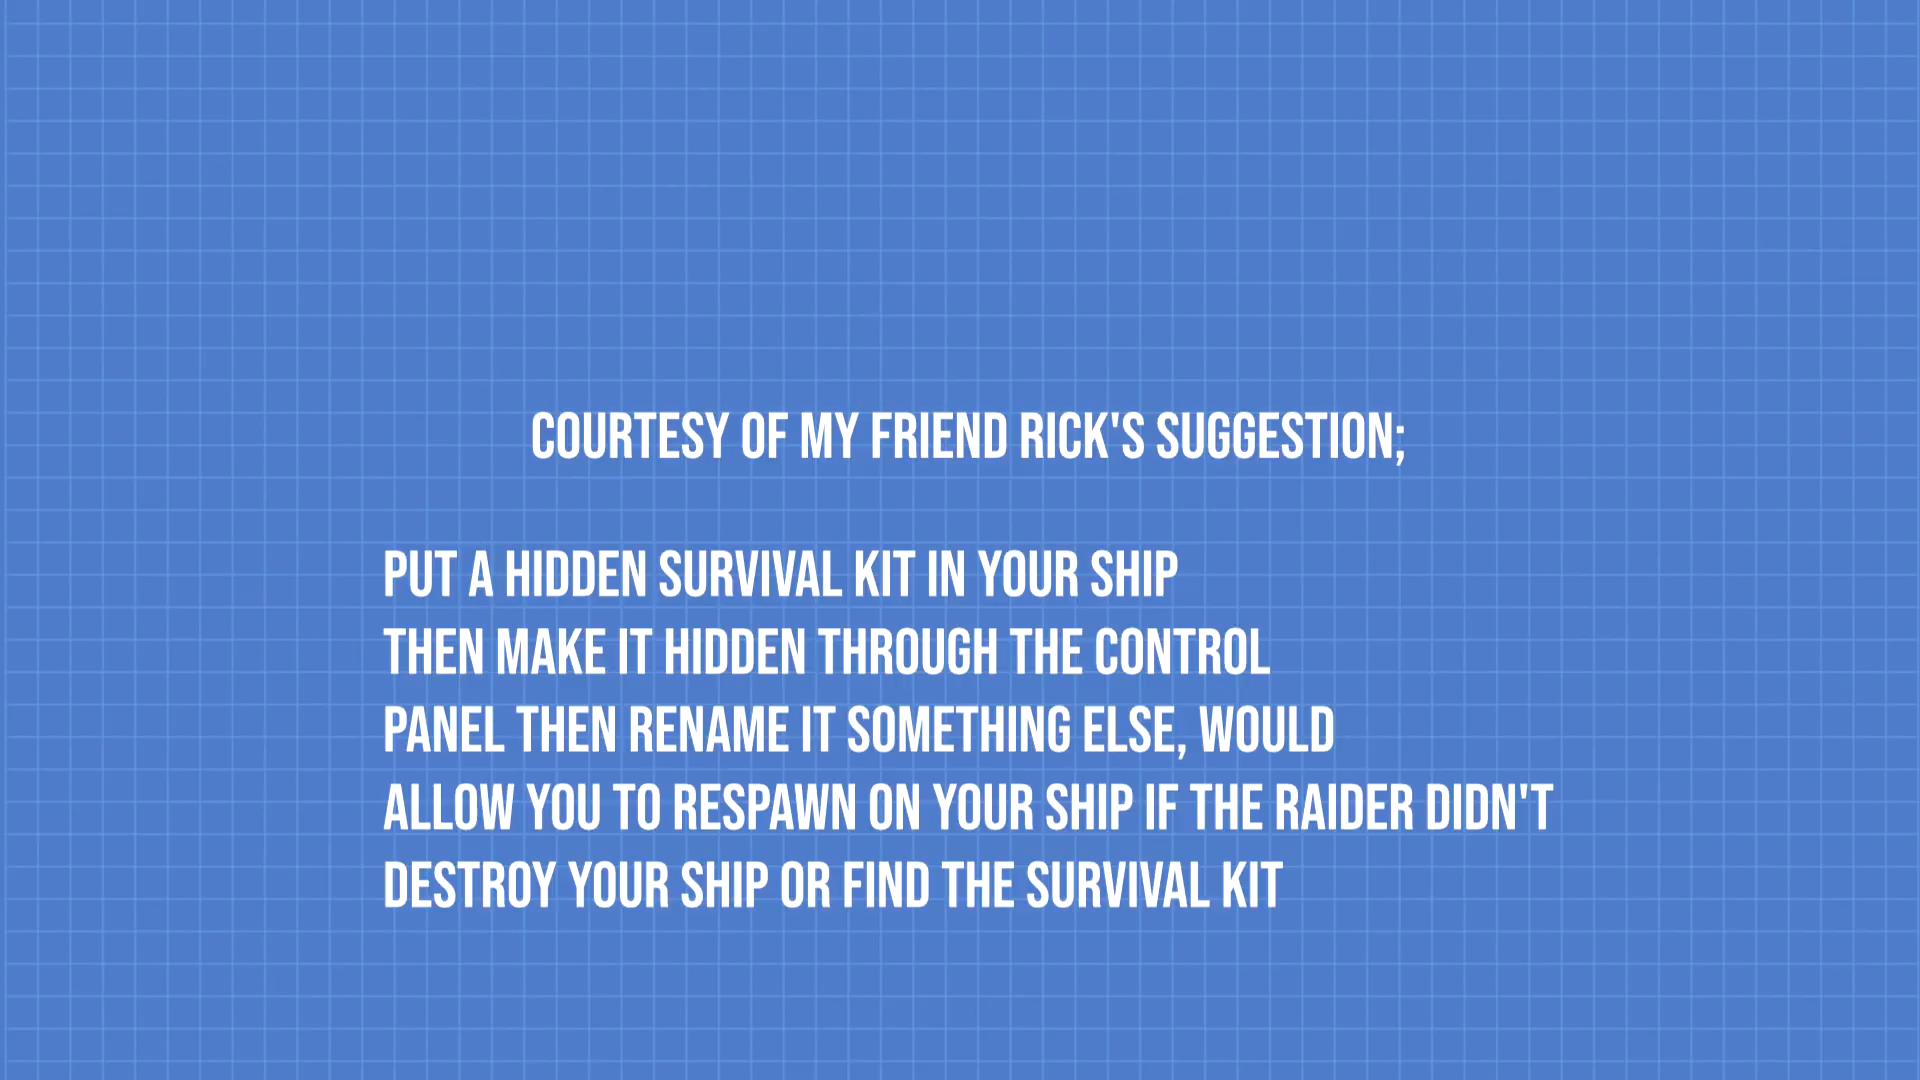 COURTESY OF MY FRIEND RICK'S SUGGESTION;
PUT A HIDDEN SURVIVAL KIT IN YOUR SHIP
THEN MAKE IT HIDDEN THROUGH THE CONTROL
PANEL THEN RENAME IT SOMETHING ELSE, WOULD
ALLOW YOU TO RESPAWN ON YOUR SHIP IF THE RAIDER DIDN'T
DESTROY YOUR SHIP OR FIND THE SURVIVAL KIT